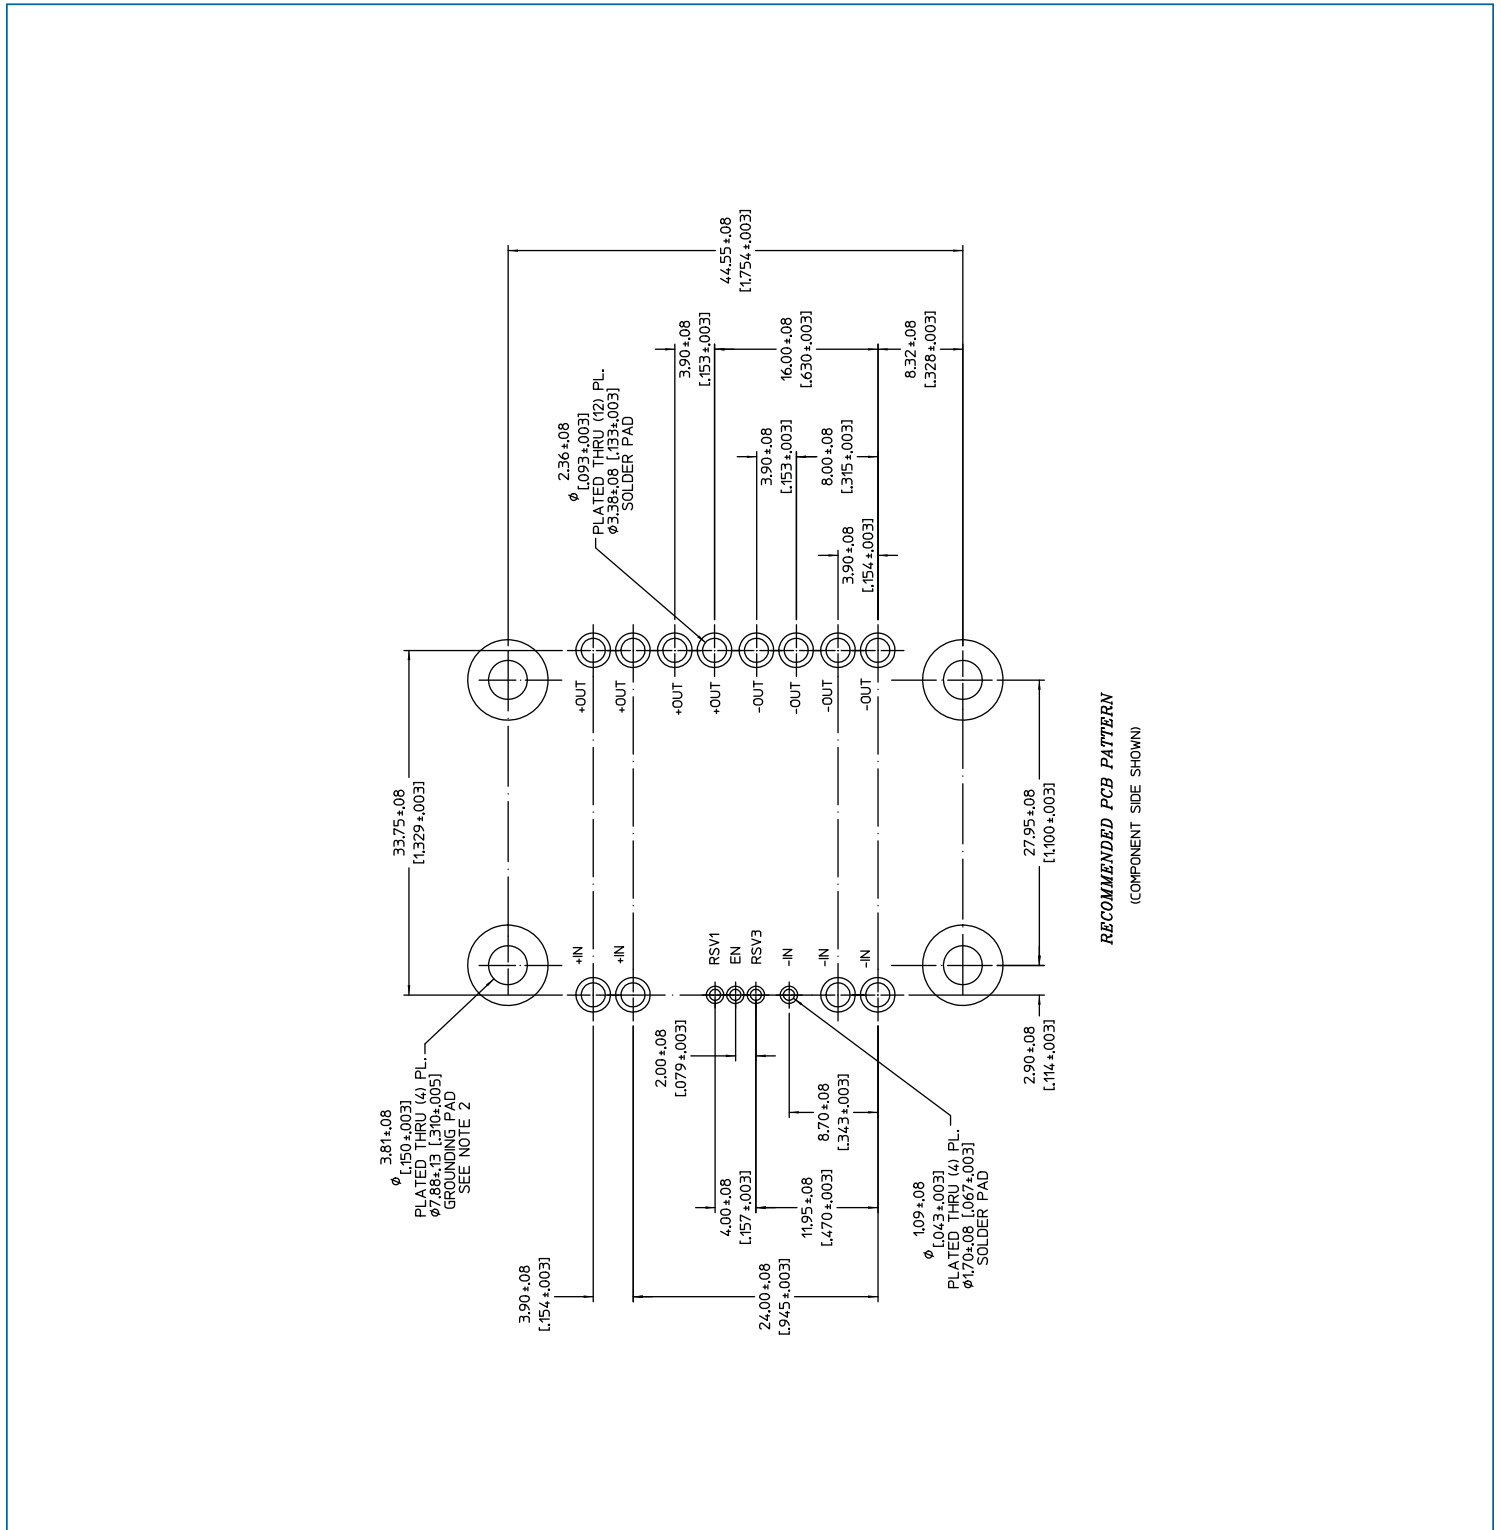 44.55±.08
[1.754±.003]
3.90±.08
[.153±.003]
16.00±.08
[.630±.003]
8.32±.08
[.328±.003]
ø 2.36±.08
[.093±.003]
PLATED THRU (12) PL.
ø3.38±.08 [.133±.003]
SOLDER PAD
3.90±.08
[.153±.003]
8.00±.08
[.315±.003]
3.90±.08
[.154±.003]
+OUT
+OUT
+OUT
+OUT
-OUT
-OUT
-OUT
-OUT
33.75±.08
[1.329±.003]
27.95±.08
[1.100±.003]
RECOMMENDED PCB PATTERN
(COMPONENT SIDE SHOWN)
+IN
+IN
RSV1
EN
RSV3
-IN
-IN
-IN
2.00±.08
[.079±.003]
2.90±.08
[.114±.003]
ø 3.81±.08
[.150±.003]
PLATED THRU (4) PL.
ø7.88±.13 [.310±.005]
GROUNDING PAD
SEE NOTE 2
8.70±.08
[.343±.003]
4.00±.08
[.157±.003]
11.95±.08
[.470±.003]
ø 1.09±.08
[.043±.003]
PLATED THRU (4) PL.
ø1.70±.08 [.067±.003]
SOLDER PAD
3.90±.08
[.154±.003]
24.00±.08
[.945±.003]